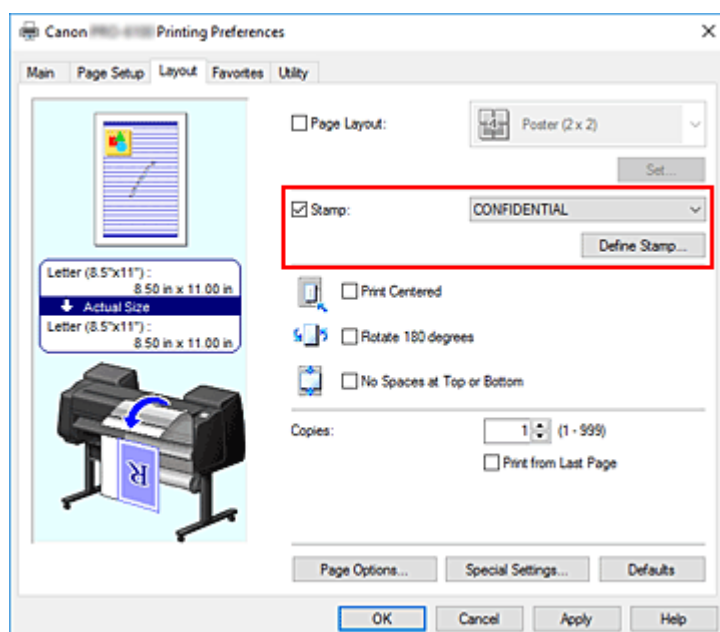 Canon Printing Preferences
Main Page Setup Layout Favorites Utility
Page Layout: Poster (2 x 2)
Set...
Stamp: CONFIDENTIAL
Define Stamp...
Letter (8.5"x11") :
8.50 in x 11.00 in
Actual Size
Letter (8.5"x11") :
8.50 in x 11.00 in
Print Centered
Rotate 180 degrees
No Spaces at Top or Bottom
Copies: 1 (1 - 999)
Print from Last Page
R
Page Options... Special Settings... Defaults
OK Cancel Apply Help